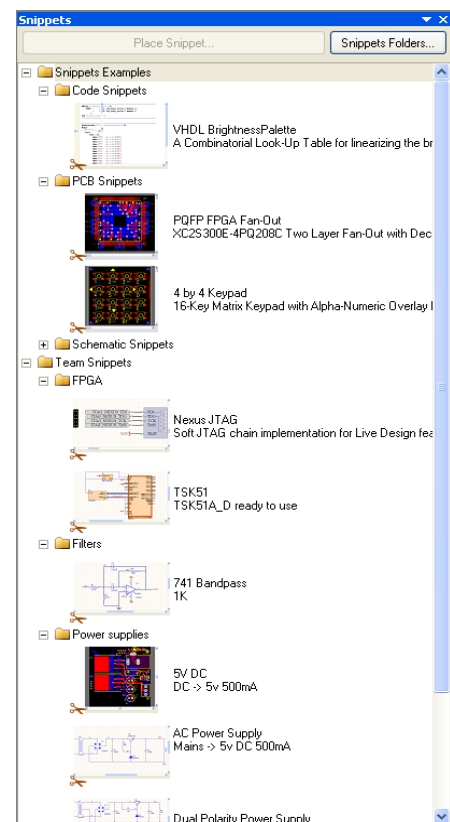 Snippets
Place Snippet...
Snippets Folders...
Snippets Examples
Code Snippets
VHDL BrightnessPalette
A Combinatorial Look-Up Table for linearizing the br
PCB Snippets
PQFP FPGA Fan-Out
XC2S300E-4PQ208C Two Layer Fan-Out with Dec
4 by 4 Keypad
16-Key Matrix Keypad with Alpha-Numeric Overlay
Schematic Snippets
Team Snippets
FPGA
Nexus JTAG
Soft JTAG chain implementation for Live Design fea
TSK51
TSK51A_D ready to use
Filters
741 Bandpass
1K
Power supplies
5V DC
DC -> 5v 500mA
AC Power Supply
Mains -> 5v DC 500mA
Dual Polarity Power Supply